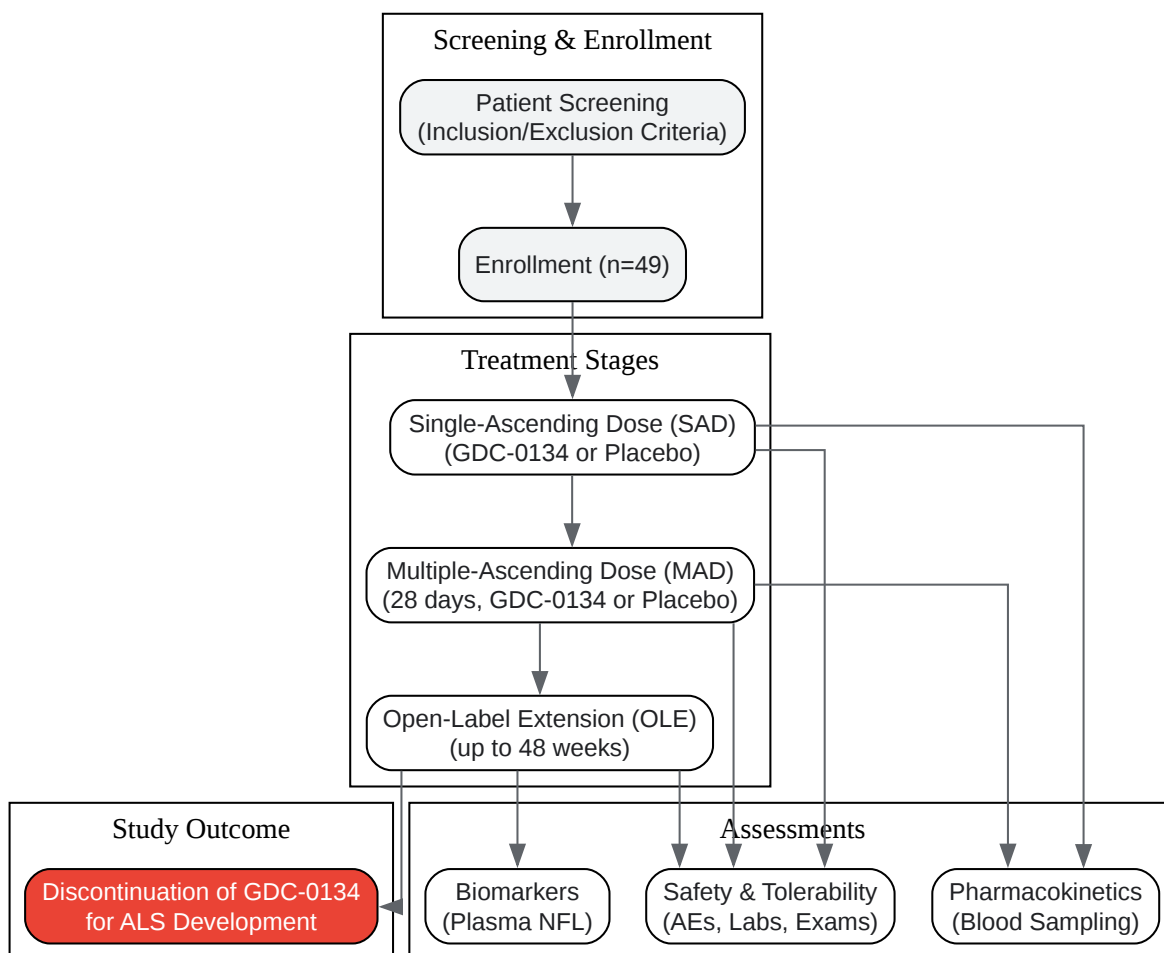 Screening & Enrollment
Patient Screening
(Inclusion/Exclusion Criteria)
Enrollment (n=49)
Treatment Stages
Single-Ascending Dose (SAD)
(GDC-0134 or Placebo)
Multiple-Ascending Dose (MAD)
(28 days, GDC-0134 or Placebo)
Open-Label Extension (OLE)
(up to 48 weeks)
Study Outcome
Discontinuation of GDC-0134
for ALS Development
Assessments
Biomarkers
(Plasma NFL)
Safety & Tolerability
(AEs, Labs, Exams)
Pharmacokinetics
(Blood Sampling)